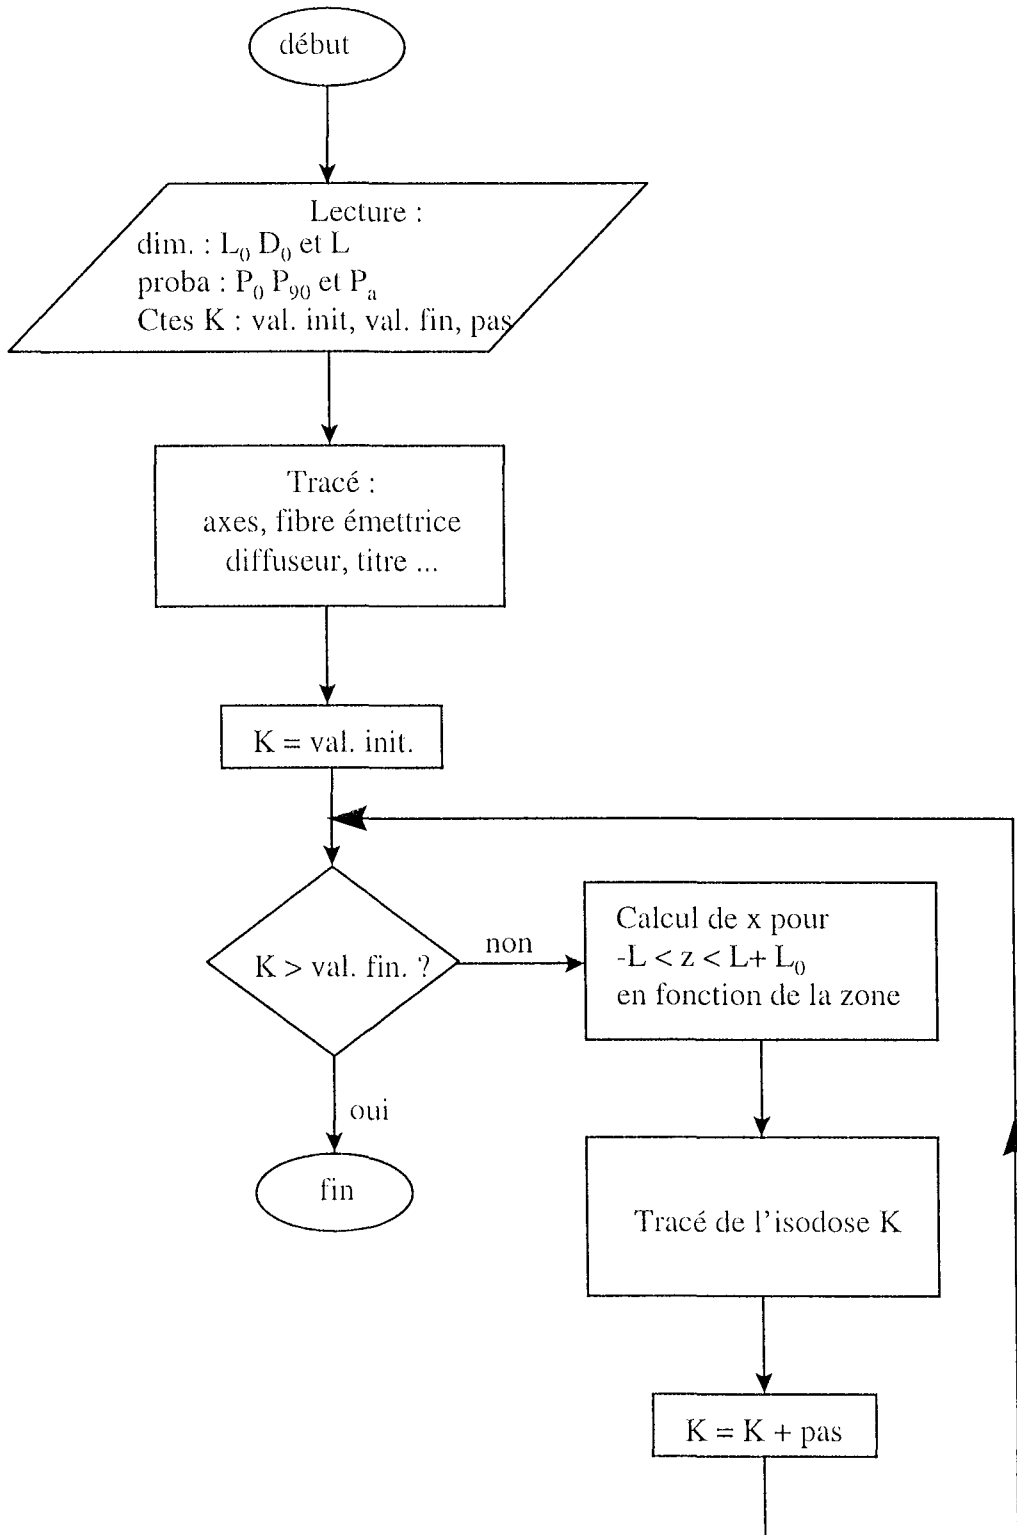 début
Lecture :
dim. : L₀ D₀ et L
proba : P₀ P₉₀ et Pₐ
Ctes K : val. init, val. fin, pas
Tracé :
axes, fibre émettrice
diffuseur, titre ...
K = val. init.
K > val. fin. ?
non
oui
fin
Calcul de x pour
-L < z < L+ L₀
en fonction de la zone
Tracé de l'isodose K
K = K + pas